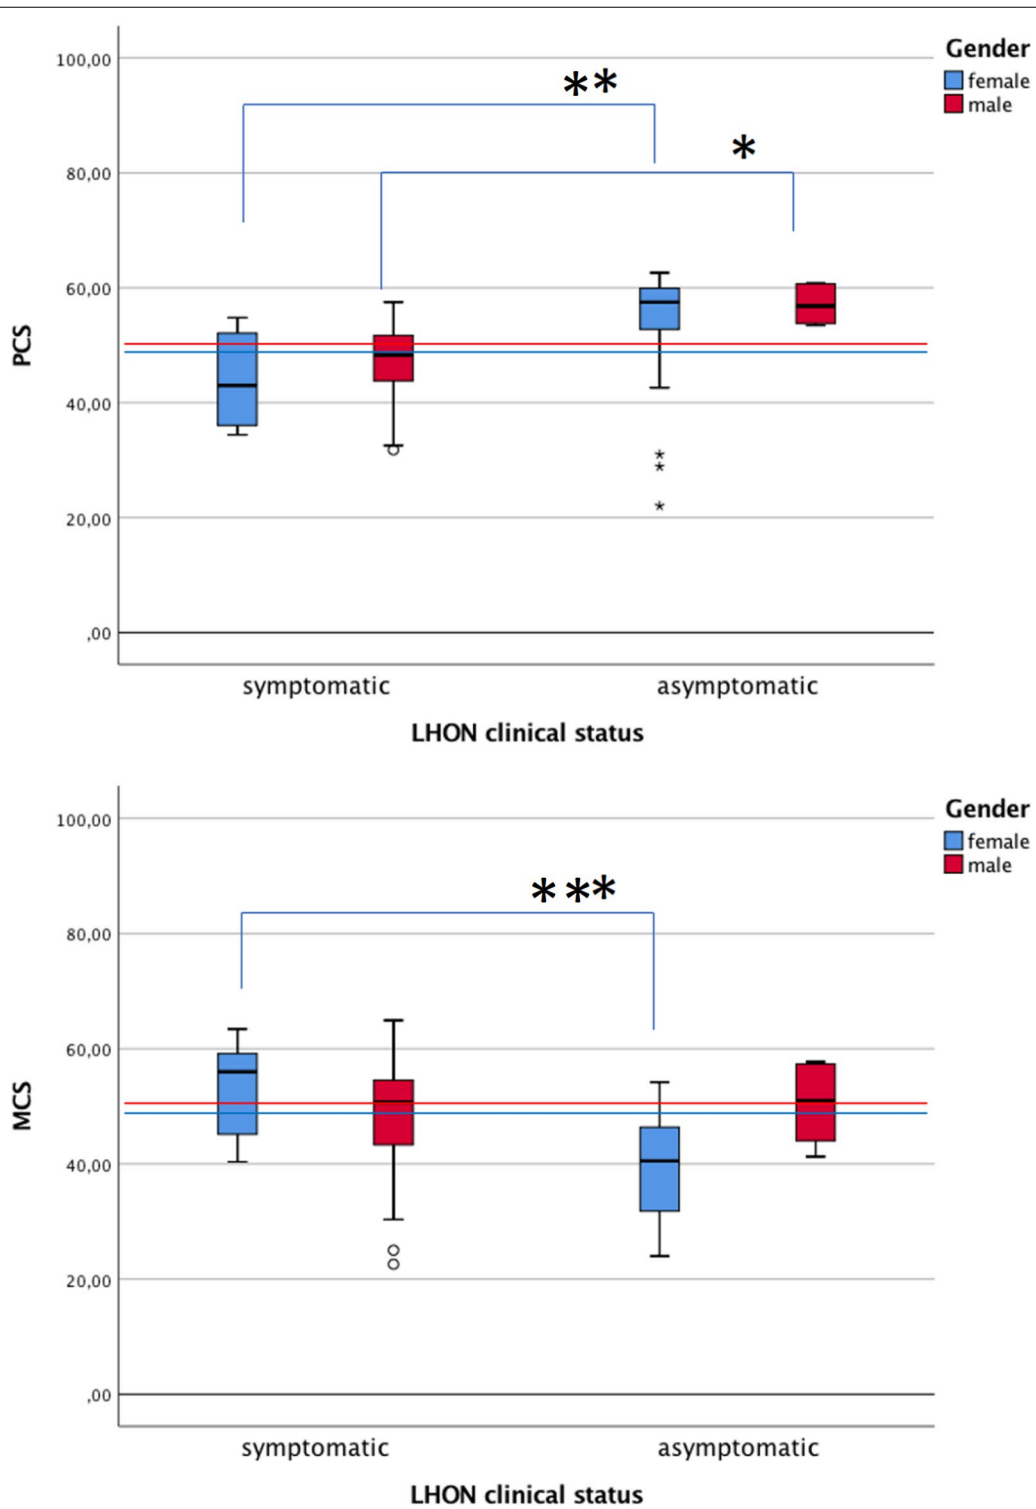 Gender
female
male
100,00
80,00
60,00
40,00
20,00
,00
PCS
**
*
symptomatic
asymptomatic
LHON clinical status
Gender
female
male
100,00
80,00
60,00
40,00
20,00
,00
MCS
***
symptomatic
asymptomatic
LHON clinical status